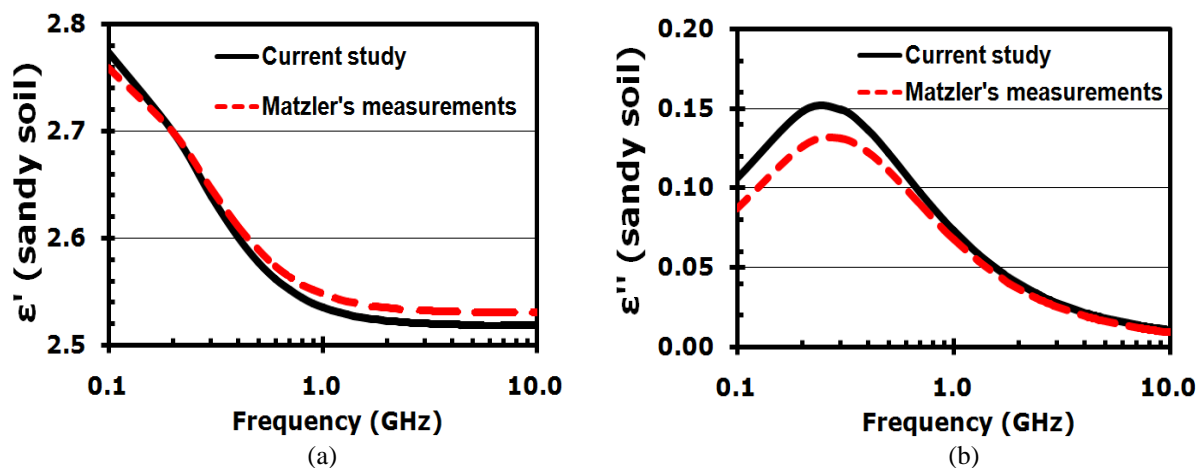 2.8
2.7
2.6
2.5
ε' (sandy soil)
Current study
Matzler's measurements
0.1
1.0
10.0
Frequency (GHz)
(a)
0.20
0.15
0.10
0.05
0.00
ε'' (sandy soil)
Current study
Matzler's measurements
0.1
1.0
10.0
Frequency (GHz)
(b)